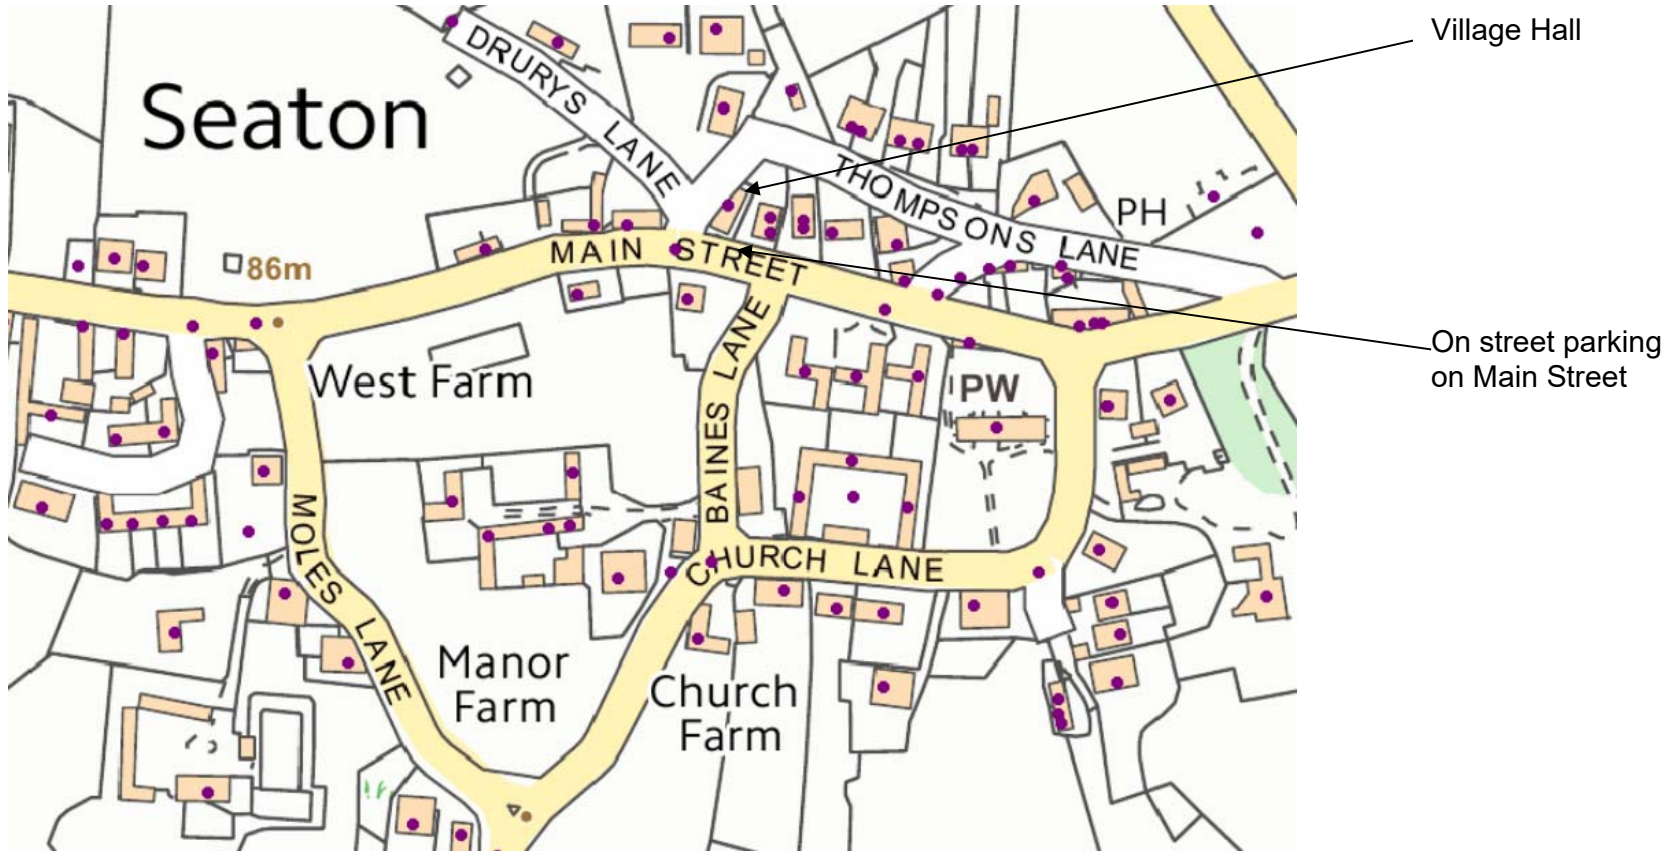 Village Hall
DRURYS LANE
Seaton
THOMPSONS LANE
PH
MAIN STREET
86m
On street parking
on Main Street
BAINES LANE
West Farm
PW
MOLES LANE
CHURCH LANE
Manor
Farm
Church
Farm